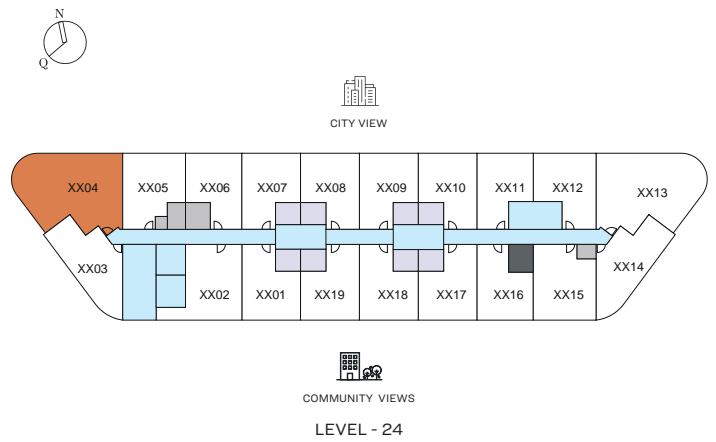 N
Q
CITY VIEW
XX04 XX05 XX06 XX07 XX08 XX09 XX10 XX11 XX12 XX13
XX03 XX14
XX02 XX01 XX19 XX18 XX17 XX16 XX15
COMMUNITY VIEWS
LEVEL - 24